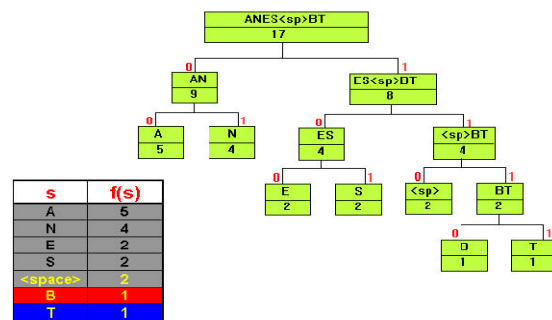 ANES<sp>BT
17
0 1
AN ES<sp>BT
9 8
0 1 0 1
A N ES <sp>BT
5 4 4 4
0 1 0 1
E S <sp> BT
2 2 2 2
0 1
D T
1 1
s f(s)
A 5
N 4
E 2
S 2
<space> 2
B 1
T 1